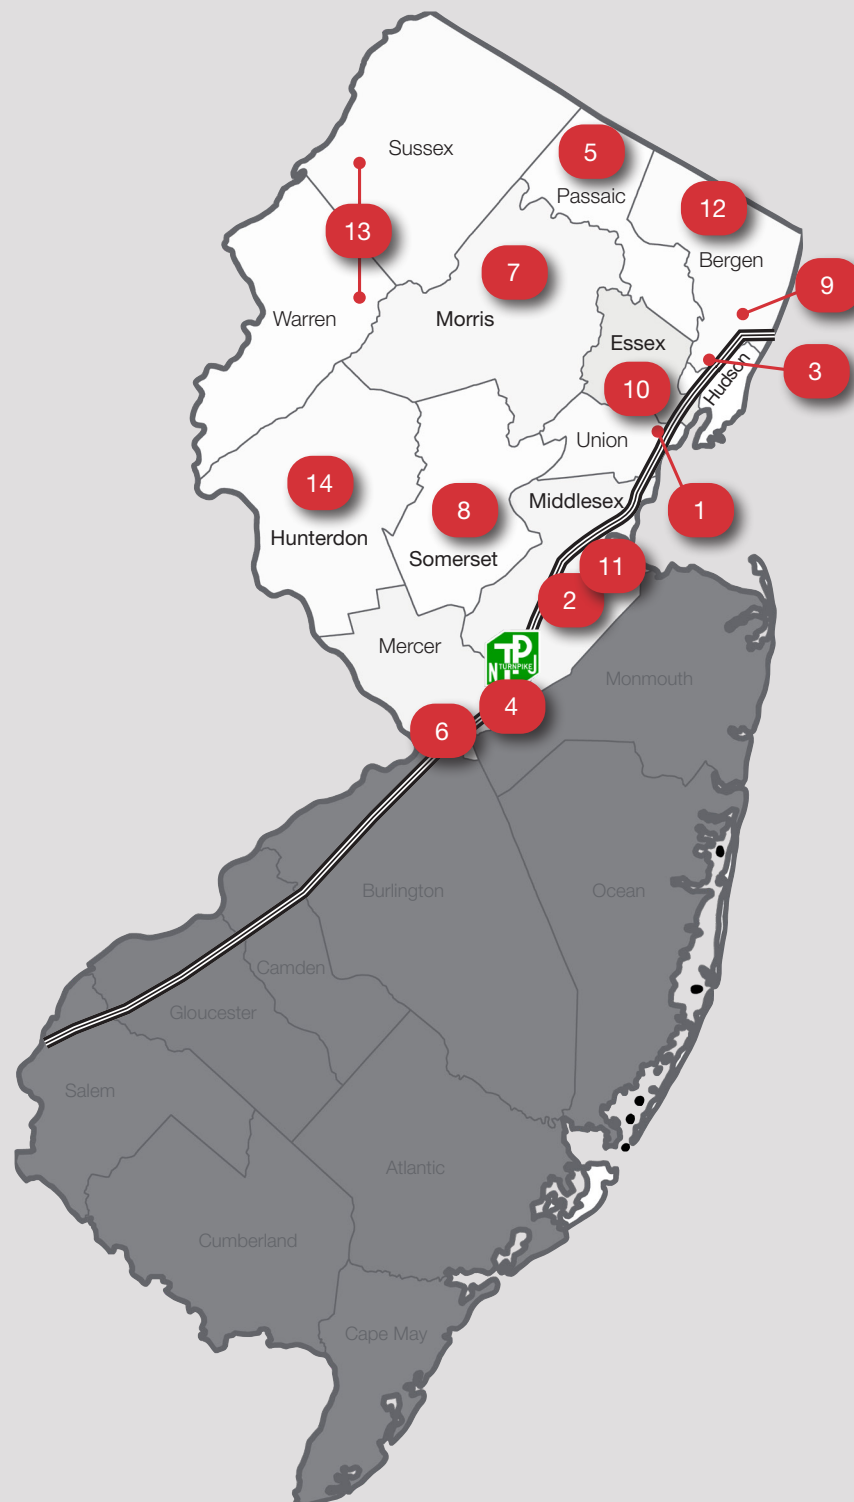 Sussex
5
Passaic
12
13
Bergen
7
9
Warren
Morris
Essex
3
Hudson
10
Union
14
Middlesex
8
1
Hunterdon
Somerset
11
2
Mercer
TP
N TURNPIKE J
Monmouth
4
6
Burlington
Ocean
Camden
Gloucester
Salem
Atlantic
Cumberland
Cape May